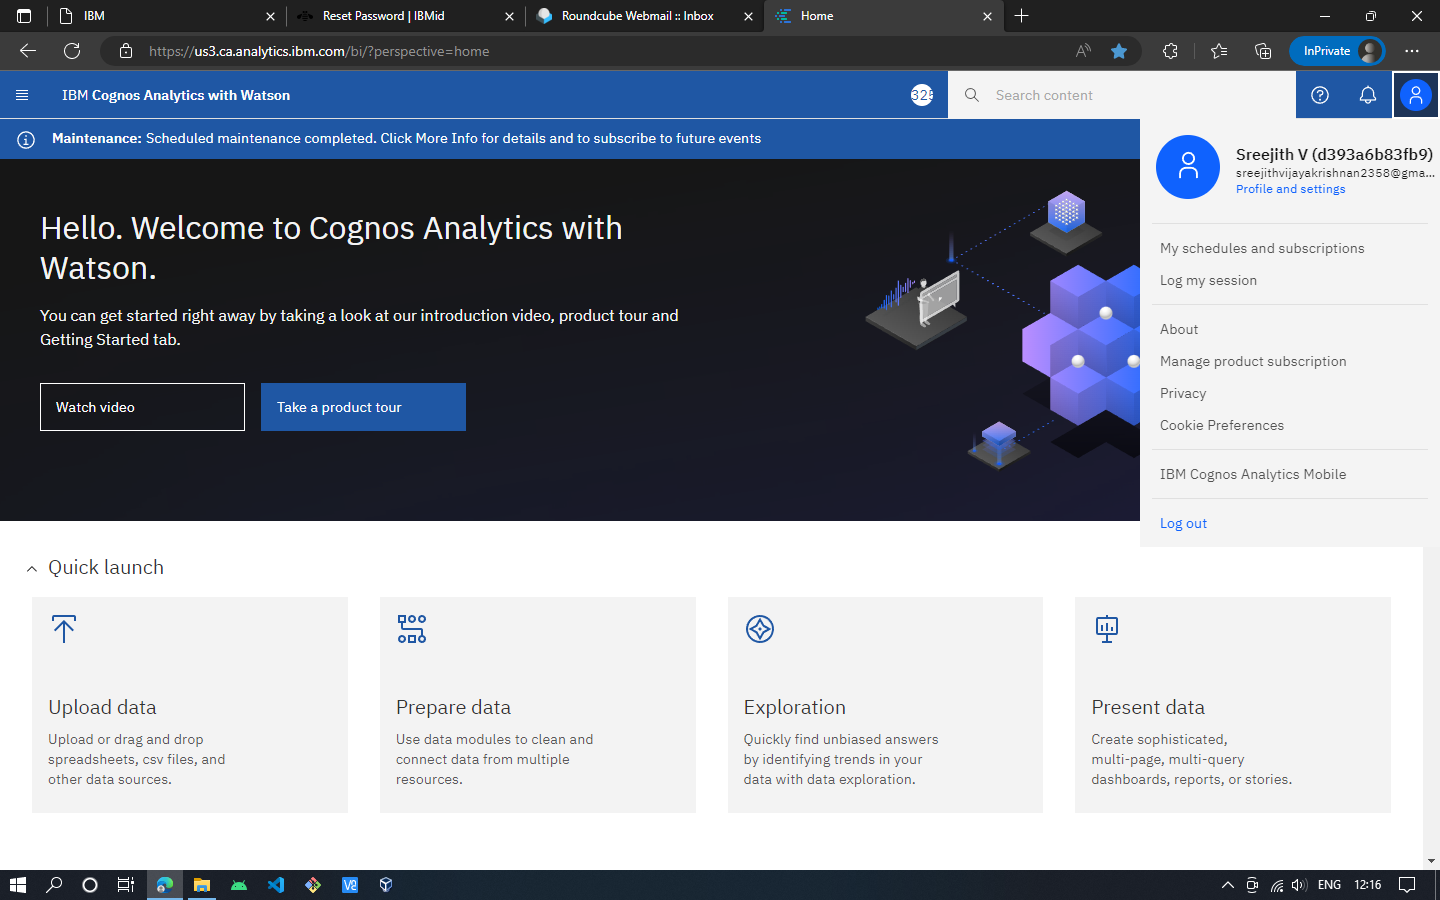 IBM
Reset Password | IBMid
Roundcube Webmail :: Inbox
Home
https://us3.ca.analytics.ibm.com/bi/?perspective=home
InPrivate
IBM Cognos Analytics with Watson
325
Search content
Maintenance: Scheduled maintenance completed. Click More Info for details and to subscribe to future events
Sreejith V (d393a6b83fb9)
sreejithvijayakrishnan2358@gma...
Profile and settings
My schedules and subscriptions
Log my session
About
Manage product subscription
Privacy
Cookie Preferences
IBM Cognos Analytics Mobile
Log out
Hello. Welcome to Cognos Analytics with
Watson.
You can get started right away by taking a look at our introduction video, product tour and
Getting Started tab.
Watch video
Take a product tour
Quick launch
Upload data
Upload or drag and drop
spreadsheets, csv files, and
other data sources.
Prepare data
Use data modules to clean and
connect data from multiple
resources.
Exploration
Quickly find unbiased answers
by identifying trends in your
data with data exploration.
Present data
Create sophisticated,
multi-page, multi-query
dashboards, reports, or stories.
ENG
12:16